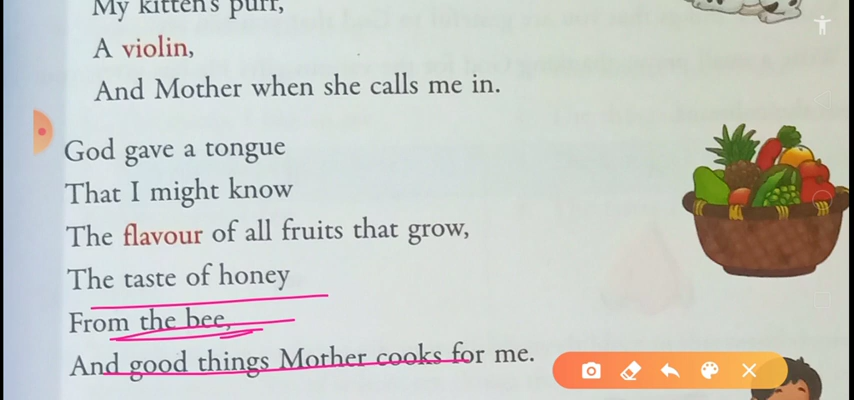 My kitten's purr,
A violin,
And Mother when she calls me in.
God gave a tongue
That I might know
The flavour of all fruits that grow,
The taste of honey
From the bee,
And good things Mother cooks for me.